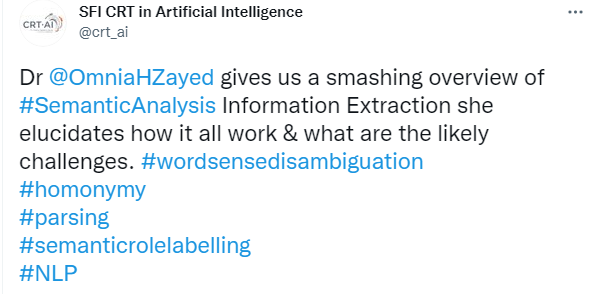 CRT-AI
SFI CRT in Artificial Intelligence
@crt_ai
Dr @OmniaHZayed gives us a smashing overview of
#SemanticAnalysis Information Extraction she
elucidates how it all work & what are the likely
challenges. #wordsensedisambiguation
#homonymy
#parsing
#semanticrolelabelling
#NLP